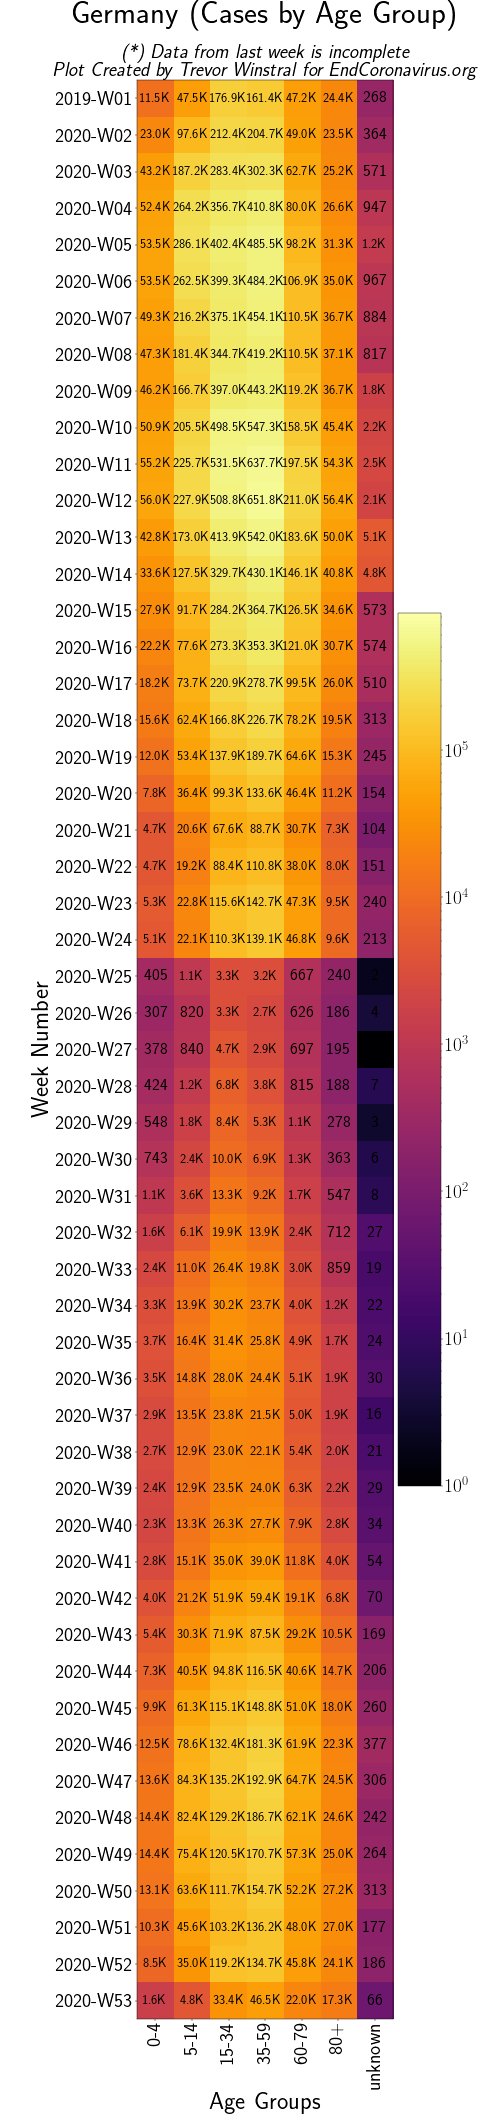 Germany (Cases by Age Group)
(*) Data from last week is incomplete
Plot Created by Trevor Winstral for EndCoronavirus.org
2019-W01 11.5K 47.5K 176.9K 161.4K 47.2K 24.4K 268
2020-W02 23.0K 97.6K 212.4K 204.7K 49.0K 23.5K 364
2020-W03 43.2K 187.2K 283.4K 302.3K 62.7K 25.2K 571
2020-W04 52.4K 264.2K 356.7K 410.8K 80.0K 26.6K 947
2020-W05 53.5K 286.1K 402.4K 485.5K 98.2K 31.3K 1.2K
2020-W06 53.5K 262.5K 399.3K 484.2K 106.9K 35.0K 967
2020-W07 49.3K 216.2K 375.1K 454.1K 110.5K 36.7K 884
2020-W08 47.3K 181.4K 344.7K 419.2K 110.5K 37.1K 817
2020-W09 46.2K 166.7K 397.0K 443.2K 119.2K 36.7K 1.8K
2020-W10 50.9K 205.5K 498.5K 547.3K 158.5K 45.4K 2.2K
2020-W11 55.2K 225.7K 531.5K 637.7K 197.5K 54.3K 2.5K
2020-W12 56.0K 227.9K 508.8K 651.8K 211.0K 56.4K 2.1K
2020-W13 42.8K 173.0K 413.9K 542.0K 183.6K 50.0K 5.1K
2020-W14 33.6K 127.5K 329.7K 430.1K 146.1K 40.8K 4.8K
2020-W15 27.9K 91.7K 284.2K 364.7K 126.5K 34.6K 573
2020-W16 22.2K 77.6K 273.3K 353.3K 121.0K 30.7K 574
2020-W17 18.2K 73.7K 220.9K 278.7K 99.5K 26.0K 510
2020-W18 15.6K 62.4K 166.8K 226.7K 78.2K 19.5K 313
2020-W19 12.0K 53.4K 137.9K 189.7K 64.6K 15.3K 245
2020-W20 7.8K 36.4K 99.3K 133.6K 46.4K 11.2K 154
2020-W21 4.7K 20.6K 67.6K 88.7K 30.7K 7.3K 104
2020-W22 4.7K 19.2K 88.4K 110.8K 38.0K 8.0K 151
2020-W23 5.3K 22.8K 115.6K 142.7K 47.3K 9.5K 240
2020-W24 5.1K 22.1K 110.3K 139.1K 46.8K 9.6K 213
2020-W25 405 1.1K 3.3K 3.2K 667 240 2
2020-W26 307 820 3.3K 2.7K 626 186 4
2020-W27 378 840 4.7K 2.9K 697 195
2020-W28 424 1.2K 6.8K 3.8K 815 188 7
2020-W29 548 1.8K 8.4K 5.3K 1.1K 278 3
2020-W30 743 2.4K 10.0K 6.9K 1.3K 363 6
2020-W31 1.1K 3.6K 13.3K 9.2K 1.7K 547 8
2020-W32 1.6K 6.1K 19.9K 13.9K 2.4K 712 27
2020-W33 2.4K 11.0K 26.4K 19.8K 3.0K 859 19
2020-W34 3.3K 13.9K 30.2K 23.7K 4.0K 1.2K 22
2020-W35 3.7K 16.4K 31.4K 25.8K 4.9K 1.7K 24
2020-W36 3.5K 14.8K 28.0K 24.4K 5.1K 1.9K 30
2020-W37 2.9K 13.5K 23.8K 21.5K 5.0K 1.9K 16
2020-W38 2.7K 12.9K 23.0K 22.1K 5.4K 2.0K 21
2020-W39 2.4K 12.9K 23.5K 24.0K 6.3K 2.2K 29
2020-W40 2.3K 13.3K 26.3K 27.7K 7.9K 2.8K 34
2020-W41 2.8K 15.1K 35.0K 39.0K 11.8K 4.0K 54
2020-W42 4.0K 21.2K 51.9K 59.4K 19.1K 6.8K 70
2020-W43 5.4K 30.3K 71.9K 87.5K 29.2K 10.5K 169
2020-W44 7.3K 40.5K 94.8K 116.5K 40.6K 14.7K 206
2020-W45 9.9K 61.3K 115.1K 148.8K 51.0K 18.0K 260
2020-W46 12.5K 78.6K 132.4K 181.3K 61.9K 22.3K 377
2020-W47 13.6K 84.3K 135.2K 192.9K 64.7K 24.5K 306
2020-W48 14.4K 82.4K 129.2K 186.7K 62.1K 24.6K 242
2020-W49 14.4K 75.4K 120.5K 170.7K 57.3K 25.0K 264
2020-W50 13.1K 63.6K 111.7K 154.7K 52.2K 27.2K 313
2020-W51 10.3K 45.6K 103.2K 136.2K 48.0K 27.0K 177
2020-W52 8.5K 35.0K 119.2K 134.7K 45.8K 24.1K 186
2020-W53 1.6K 4.8K 33.4K 46.5K 22.0K 17.3K 66
0-4 5-14 15-34 35-59 60-79 80+ unknown
Age Groups
Week Number
10⁵
10⁴
10³
10²
10¹
10⁰